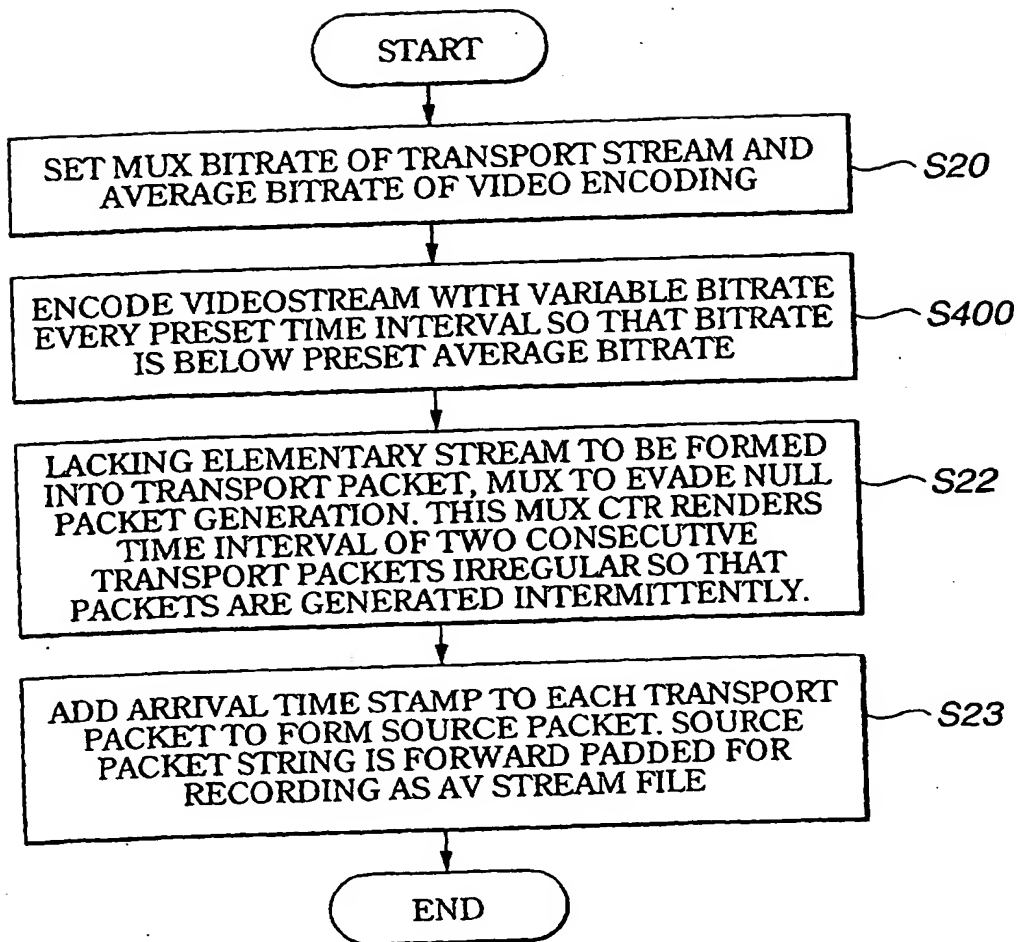 START
SET MUX BITRATE OF TRANSPORT STREAM AND
AVERAGE BITRATE OF VIDEO ENCODING
S20
ENCODE VIDEOSTREAM WITH VARIABLE BITRATE
EVERY PRESET TIME INTERVAL SO THAT BITRATE
IS BELOW PRESET AVERAGE BITRATE
S400
LACKING ELEMENTARY STREAM TO BE FORMED
INTO TRANSPORT PACKET, MUX TO EVADE NULL
PACKET GENERATION. THIS MUX CTR RENDERS
TIME INTERVAL OF TWO CONSECUTIVE
TRANSPORT PACKETS IRREGULAR SO THAT
PACKETS ARE GENERATED INTERMITTENTLY.
S22
ADD ARRIVAL TIME STAMP TO EACH TRANSPORT
PACKET TO FORM SOURCE PACKET. SOURCE
PACKET STRING IS FORWARD PADDED FOR
RECORDING AS AV STREAM FILE
S23
END